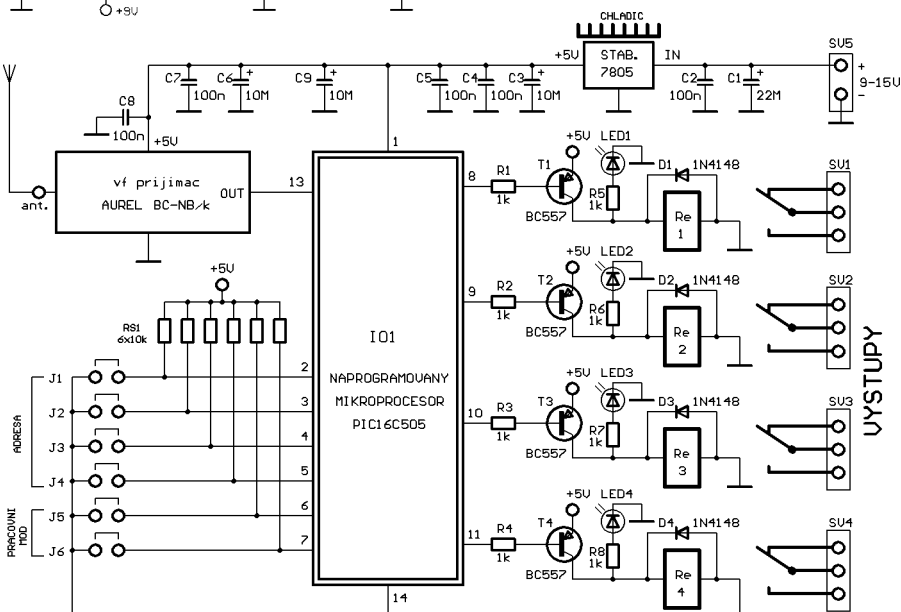 +9V
CHLADIC
+5V STAB. 7805 IN
SV5
+
9-15V
-
C7 100n
C6 + 10M
C9 + 10M
C5 100n
C4 100n
C3 + 10M
C2 100n
C1 + 22M
C8 100n
+5V
ant.
vf prijimac
AUREL BC-NB/k
OUT
13
1
8
R1
1k
T1
BC557
+5V
LED1
R5
1k
D1 1N4148
Re
1
SV1
+5V
RS1
6x10k
9
R2
1k
T2
BC557
+5V
LED2
R6
1k
D2 1N4148
Re
2
SV2
IO1
NAPROGRAMOVANY
MIKROPROCESOR
PIC16C505
ADRESA
J1
2
J2
3
J3
4
J4
5
PRACOVNI
MOD
J5
6
J6
7
10
R3
1k
T3
BC557
+5V
LED3
R7
1k
D3 1N4148
Re
3
SV3
11
R4
1k
T4
BC557
+5V
LED4
R8
1k
D4 1N4148
Re
4
SV4
14
VYSTUPY